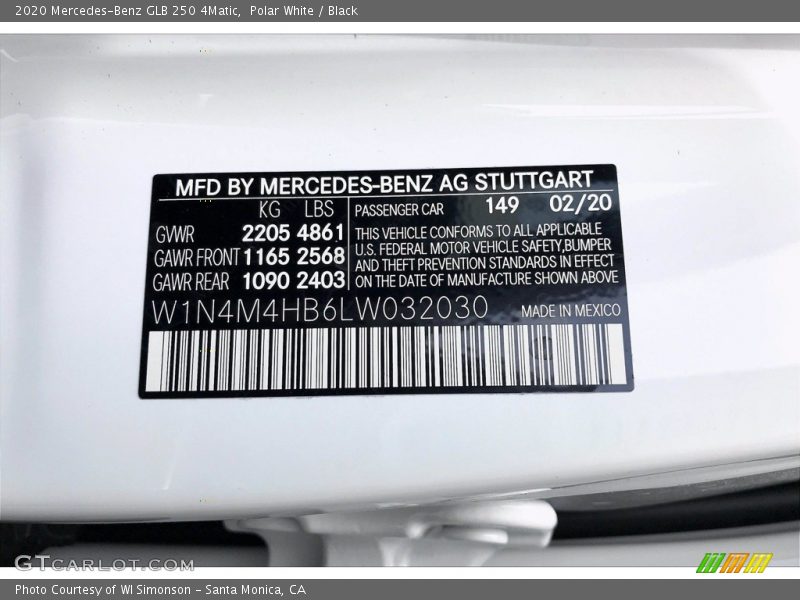 2020 Mercedes-Benz GLB 250 4Matic,  Polar White / Black
MFD BY MERCEDES-BENZ AG STUTTGART
KG LBS
PASSENGER CAR 149 02/20
GVWR 2205 4861
GAWR FRONT 1165 2568
GAWR REAR 1090 2403
THIS VEHICLE CONFORMS TO ALL APPLICABLE
U.S. FEDERAL MOTOR VEHICLE SAFETY,BUMPER
AND THEFT PREVENTION STANDARDS IN EFFECT
ON THE DATE OF MANUFACTURE SHOWN ABOVE
W1N4M4HB6LW032030
MADE IN MEXICO
GTCARLOT.COM
Photo Courtesy of WI Simonson - Santa Monica, CA